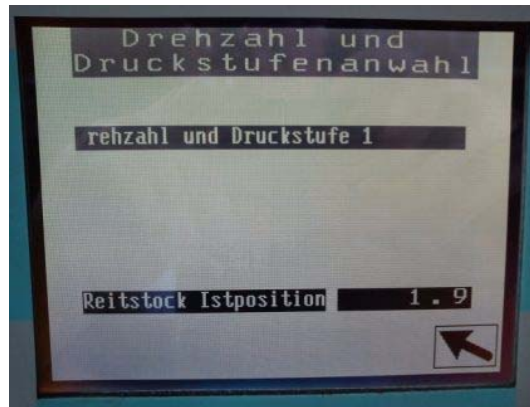 Drehzahl und
Druckstufenanwahl
rehzahl und Druckstufe 1
Reitstock Istposition 1.9